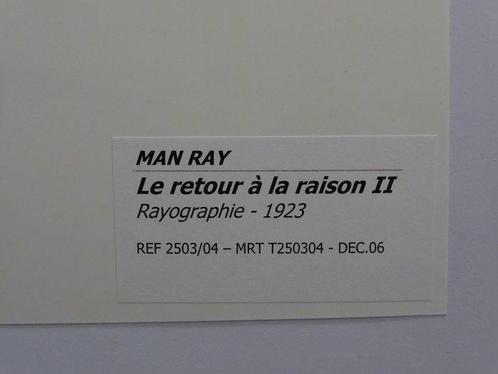 MAN RAY
Le retour à la raison II
Rayographie - 1923
REF 2503/04 – MRT T250304 - DEC.06